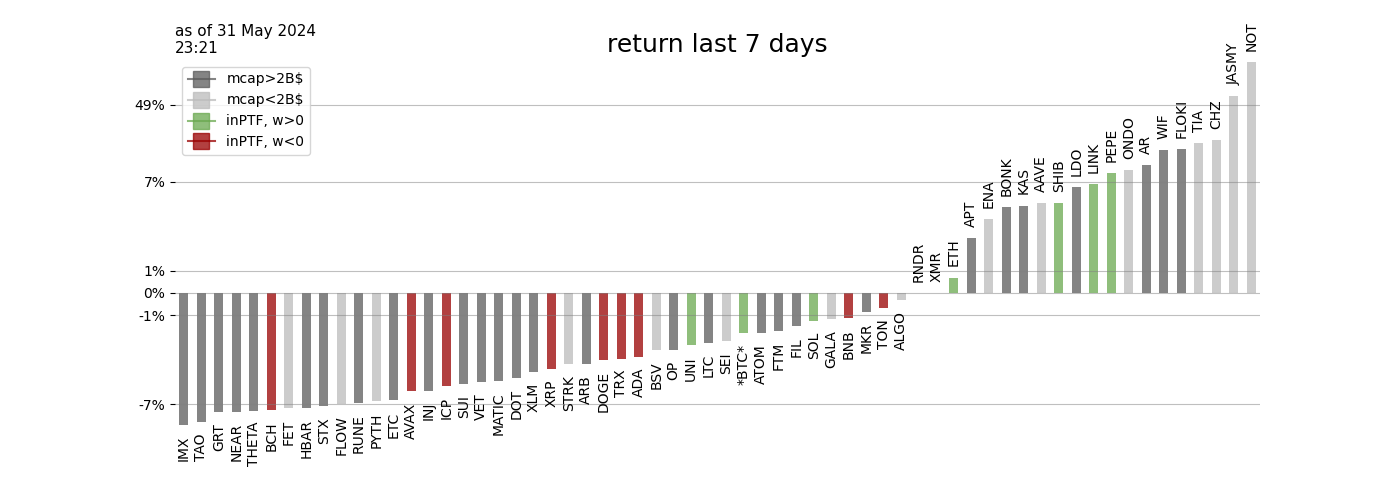 as of 31 May 2024
23:21
return last 7 days
mcap>2B$
mcap<2B$
inPTF, w>0
inPTF, w<0
49%
7%
1%
0%
-1%
-7%
IMX
TAO
GRT
NEAR
THETA
BCH
FET
HBAR
STX
FLOW
RUNE
PYTH
ETC
AVAX
INJ
ICP
SUI
VET
MATIC
DOT
XLM
XRP
STRK
ARB
DOGE
TRX
ADA
BSV
OP
UNI
LTC
SEI
*BTC*
ATOM
FTM
FIL
SOL
GALA
BNB
MKR
TON
ALGO
RNDR
XMR
ETH
APT
ENA
BONK
KAS
AAVE
SHIB
LDO
LINK
PEPE
ONDO
AR
WIF
FLOKI
TIA
CHZ
JASMY
NOT